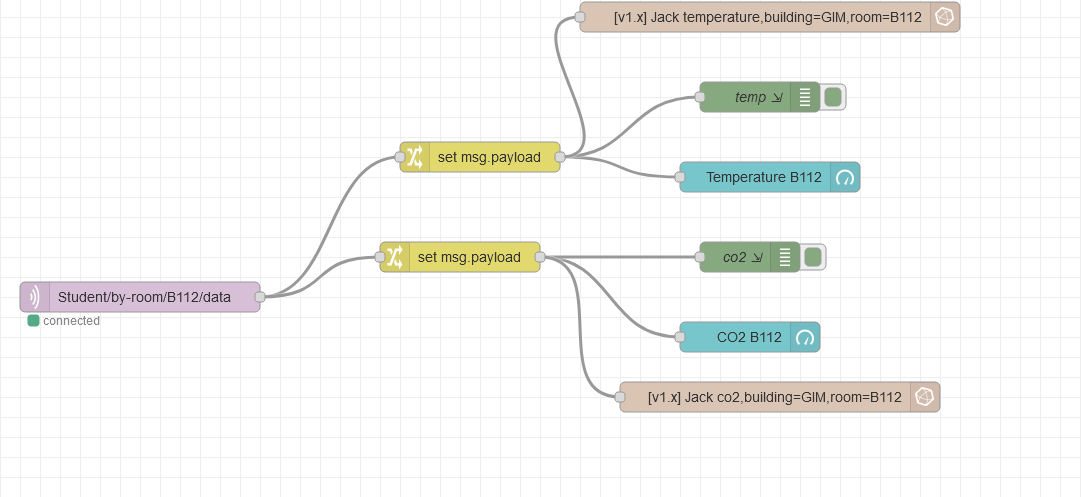 [v1.x] Jack temperature,building=GIM,room=B112
temp ⇲
set msg.payload
Temperature B112
set msg.payload
co2 ⇲
Student/by-room/B112/data
connected
CO2 B112
[v1.x] Jack co2,building=GIM,room=B112